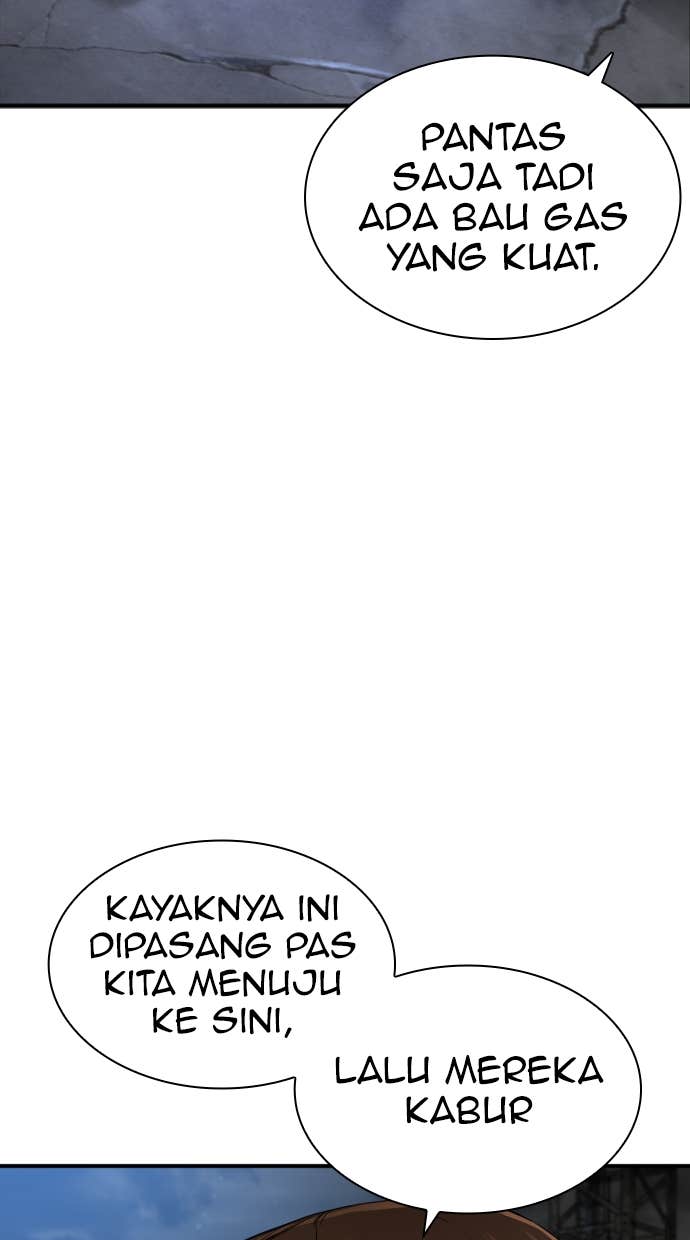 PANTAS
SAJA TADI
ADA BAU GAS
YANG KUAT.
KAYAKNYA INI
DIPASANG PAS
KITA MENUJU
KE SINI,
LALU MEREKA
KABUR